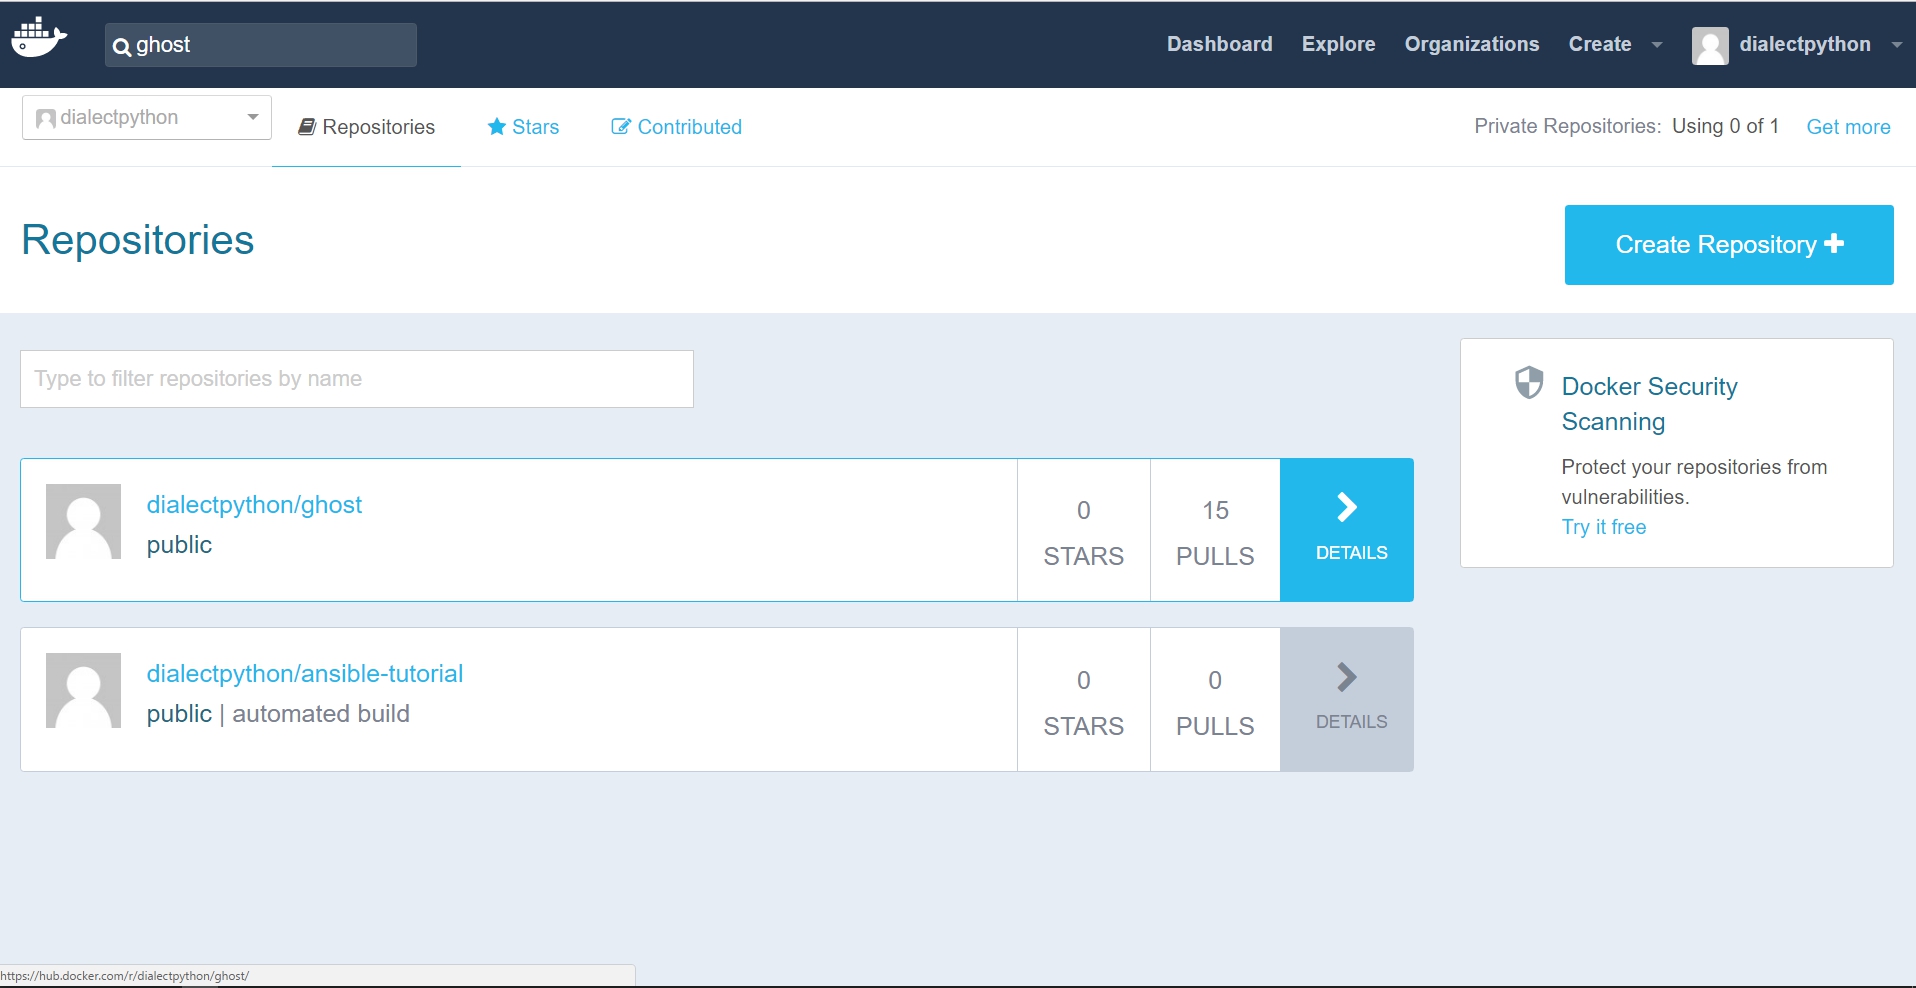 ghost
Dashboard Explore Organizations Create dialectpython
dialectpython Repositories Stars Contributed Private Repositories: Using 0 of 1 Get more
Repositories
Create Repository
Type to filter repositories by name
dialectpython/ghost
public
0
STARS
15
PULLS
DETAILS
dialectpython/ansible-tutorial
public | automated build
0
STARS
0
PULLS
DETAILS
Docker Security
Scanning
Protect your repositories from
vulnerabilities.
Try it free
https://hub.docker.com/r/dialectpython/ghost/